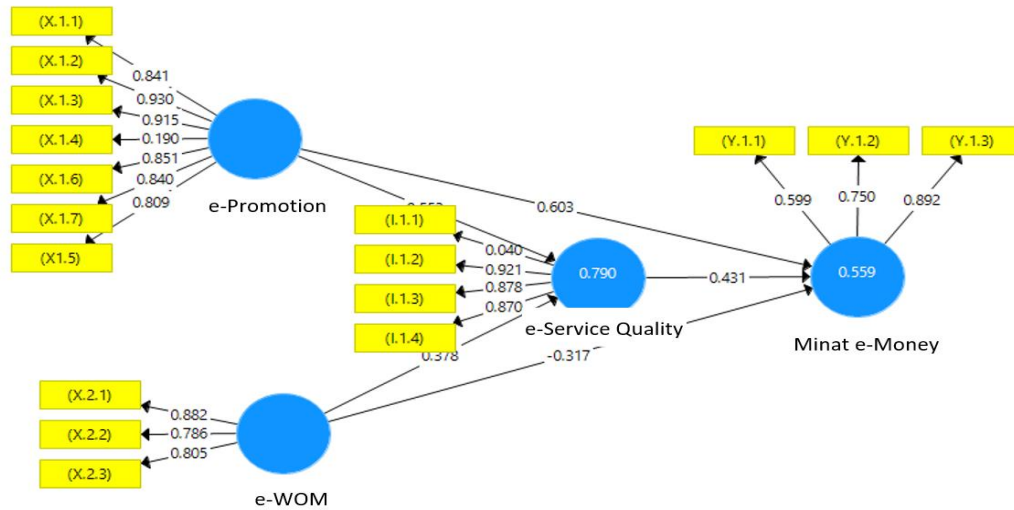 (X.1.1)
(X.1.2)
(X.1.3)
(X.1.4)
(X.1.6)
(X.1.7)
(X1.5)
0.841
0.930
0.915
0.190
0.851
0.840
0.809
e-Promotion
(Y.1.1)
(Y.1.2)
(Y.1.3)
0.599
0.750
0.892
0.603
(I.1.1)
(I.1.2)
(I.1.3)
(I.1.4)
0.040
0.921
0.878
0.870
0.790
0.431
0.559
e-Service Quality
Minat e-Money
0.378
-0.317
(X.2.1)
(X.2.2)
(X.2.3)
0.882
0.786
0.805
e-WOM